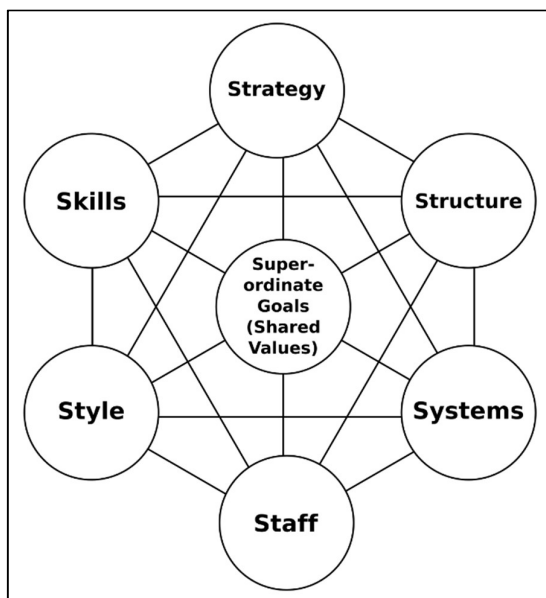 Strategy
Skills
Structure
Super-
ordinate
Goals
(Shared
Values)
Style
Systems
Staff